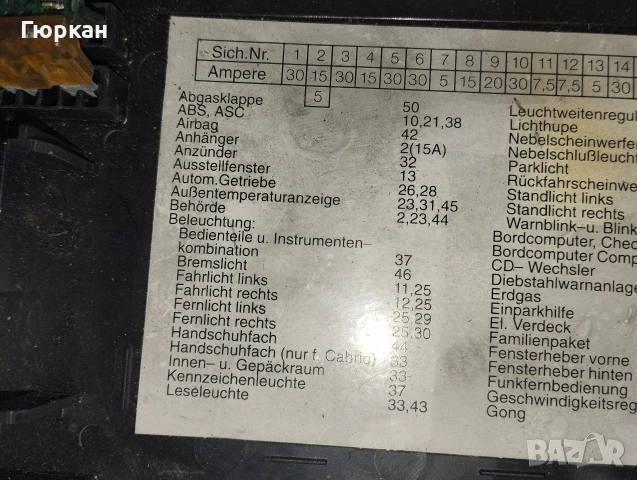 Гюркан
Sich.Nr. 1 2 3 4 5 6 7 8 9 10 11 12 13 14
Ampere 30 15 30 15 30 30 5 15 20 30 7,5 7,5 5 30
5
Abgasklappe 50
ABS, ASC 10,21,38
Airbag 42
Anhänger 2(15A)
Anzünder 32
Ausstellfenster 13
Autom.Getriebe 26,28
Außentemperaturanzeige 23,31,45
Behörde 2,23,44
Beleuchtung:
Bedienteile u. Instrumenten-
kombination 37
Bremslicht 46
Fahrlicht links 11,25
Fahrlicht rechts 12,25
Fernlicht links 25,29
Fernlicht rechts 25,30
Handschuhfach 44
Handschuhfach (nur f. Cabrio) 33
Innen- u. Gepäckraum 33
Kennzeichenleuchte 37
Leseleuchte 33,43
Leuchtweitenregul
Lichthupe
Nebelscheinwerfer
Nebelschlußleucht
Parklicht
Rückfahrscheinwe
Standlicht links
Standlicht rechts
Warnblink-u. Blink
Bordcomputer, Chec
Bordcomputer Comp
CD- Wechsler
Diebstahlwarnanlage
Erdgas
Einparkhilfe
El. Verdeck
Familienpaket
Fensterheber vorne
Fensterheber hinten
Funkfernbedienung
Geschwindigkeitsreg
Gong
BAZAR